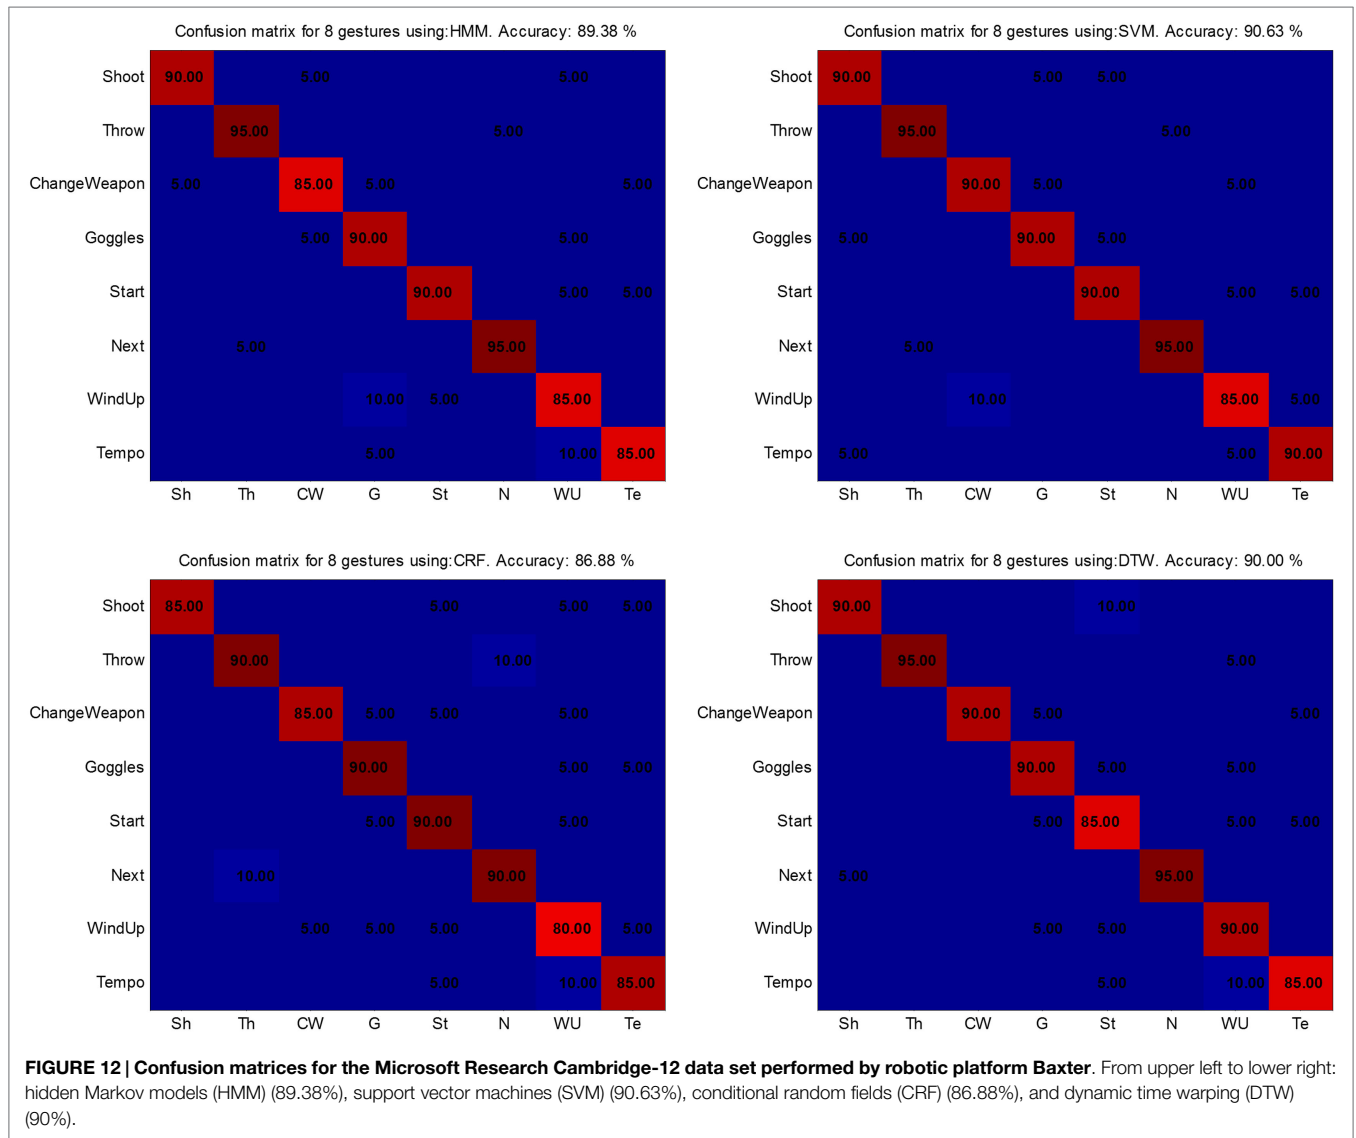 Confusion matrix for 8 gestures using:HMM. Accuracy: 89.38 %
Shoot 90.00 5.00 5.00
Throw 95.00 5.00
ChangeWeapon 5.00 85.00 5.00 5.00
Goggles 5.00 90.00 5.00
Start 90.00 5.00 5.00
Next 5.00 95.00
WindUp 10.00 5.00 85.00
Tempo 5.00 10.00 85.00
Sh Th CW G St N WU Te
Confusion matrix for 8 gestures using:SVM. Accuracy: 90.63 %
Shoot 90.00 5.00 5.00
Throw 95.00 5.00
ChangeWeapon 90.00 5.00 5.00
Goggles 5.00 90.00 5.00
Start 90.00 5.00 5.00
Next 5.00 95.00
WindUp 10.00 85.00 5.00
Tempo 5.00 5.00 90.00
Sh Th CW G St N WU Te
Confusion matrix for 8 gestures using:CRF. Accuracy: 86.88 %
Shoot 85.00 5.00 5.00 5.00
Throw 90.00 10.00
ChangeWeapon 85.00 5.00 5.00 5.00
Goggles 90.00 5.00 5.00
Start 5.00 90.00 5.00
Next 10.00 90.00
WindUp 5.00 5.00 5.00 80.00 5.00
Tempo 5.00 10.00 85.00
Sh Th CW G St N WU Te
Confusion matrix for 8 gestures using:DTW. Accuracy: 90.00 %
Shoot 90.00 10.00
Throw 95.00 5.00
ChangeWeapon 90.00 5.00 5.00
Goggles 90.00 5.00 5.00
Start 5.00 85.00 5.00 5.00
Next 5.00 95.00
WindUp 5.00 5.00 90.00
Tempo 5.00 10.00 85.00
Sh Th CW G St N WU Te
FIGURE 12 | Confusion matrices for the Microsoft Research Cambridge-12 data set performed by robotic platform Baxter. From upper left to lower right:
hidden Markov models (HMM) (89.38%), support vector machines (SVM) (90.63%), conditional random fields (CRF) (86.88%), and dynamic time warping (DTW)
(90%).